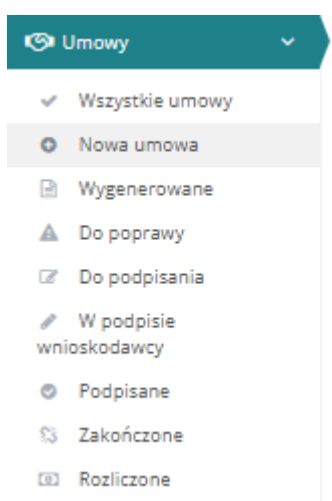 Umowy
Wszystkie umowy
Nowa umowa
Wygenerowane
Do poprawy
Do podpisania
W podpisie
wnioskodawcy
Podpisane
Zakończone
Rozliczone